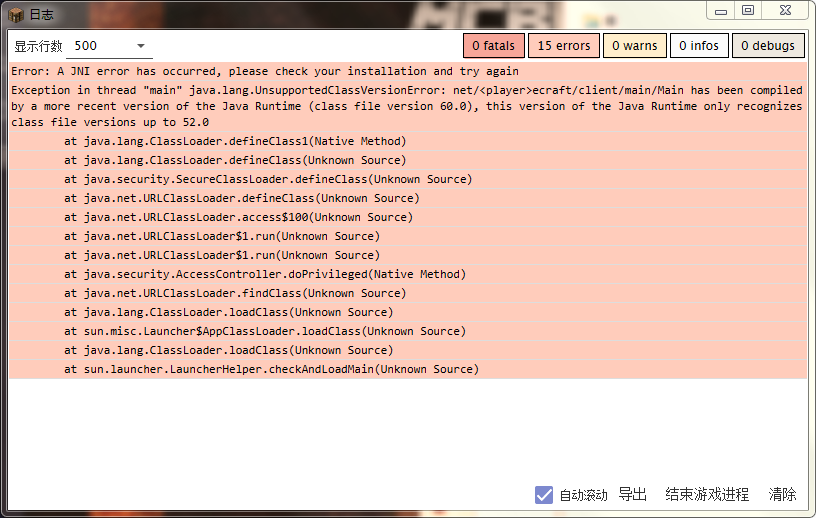 日志
显示行数 500 0 fatals 15 errors 0 warns 0 infos 0 debugs
Error: A JNI error has occurred, please check your installation and try again
Exception in thread "main" java.lang.UnsupportedClassVersionError: net/<player>ecraft/client/main/Main has been compiled
by a more recent version of the Java Runtime (class file version 60.0), this version of the Java Runtime only recognizes
class file versions up to 52.0
at java.lang.ClassLoader.defineClass1(Native Method)
at java.lang.ClassLoader.defineClass(Unknown Source)
at java.security.SecureClassLoader.defineClass(Unknown Source)
at java.net.URLClassLoader.defineClass(Unknown Source)
at java.net.URLClassLoader.access$100(Unknown Source)
at java.net.URLClassLoader$1.run(Unknown Source)
at java.net.URLClassLoader$1.run(Unknown Source)
at java.security.AccessController.doPrivileged(Native Method)
at java.net.URLClassLoader.findClass(Unknown Source)
at java.lang.ClassLoader.loadClass(Unknown Source)
at sun.misc.Launcher$AppClassLoader.loadClass(Unknown Source)
at java.lang.ClassLoader.loadClass(Unknown Source)
at sun.launcher.LauncherHelper.checkAndLoadMain(Unknown Source)
自动滚动 导出 结束游戏进程 清除